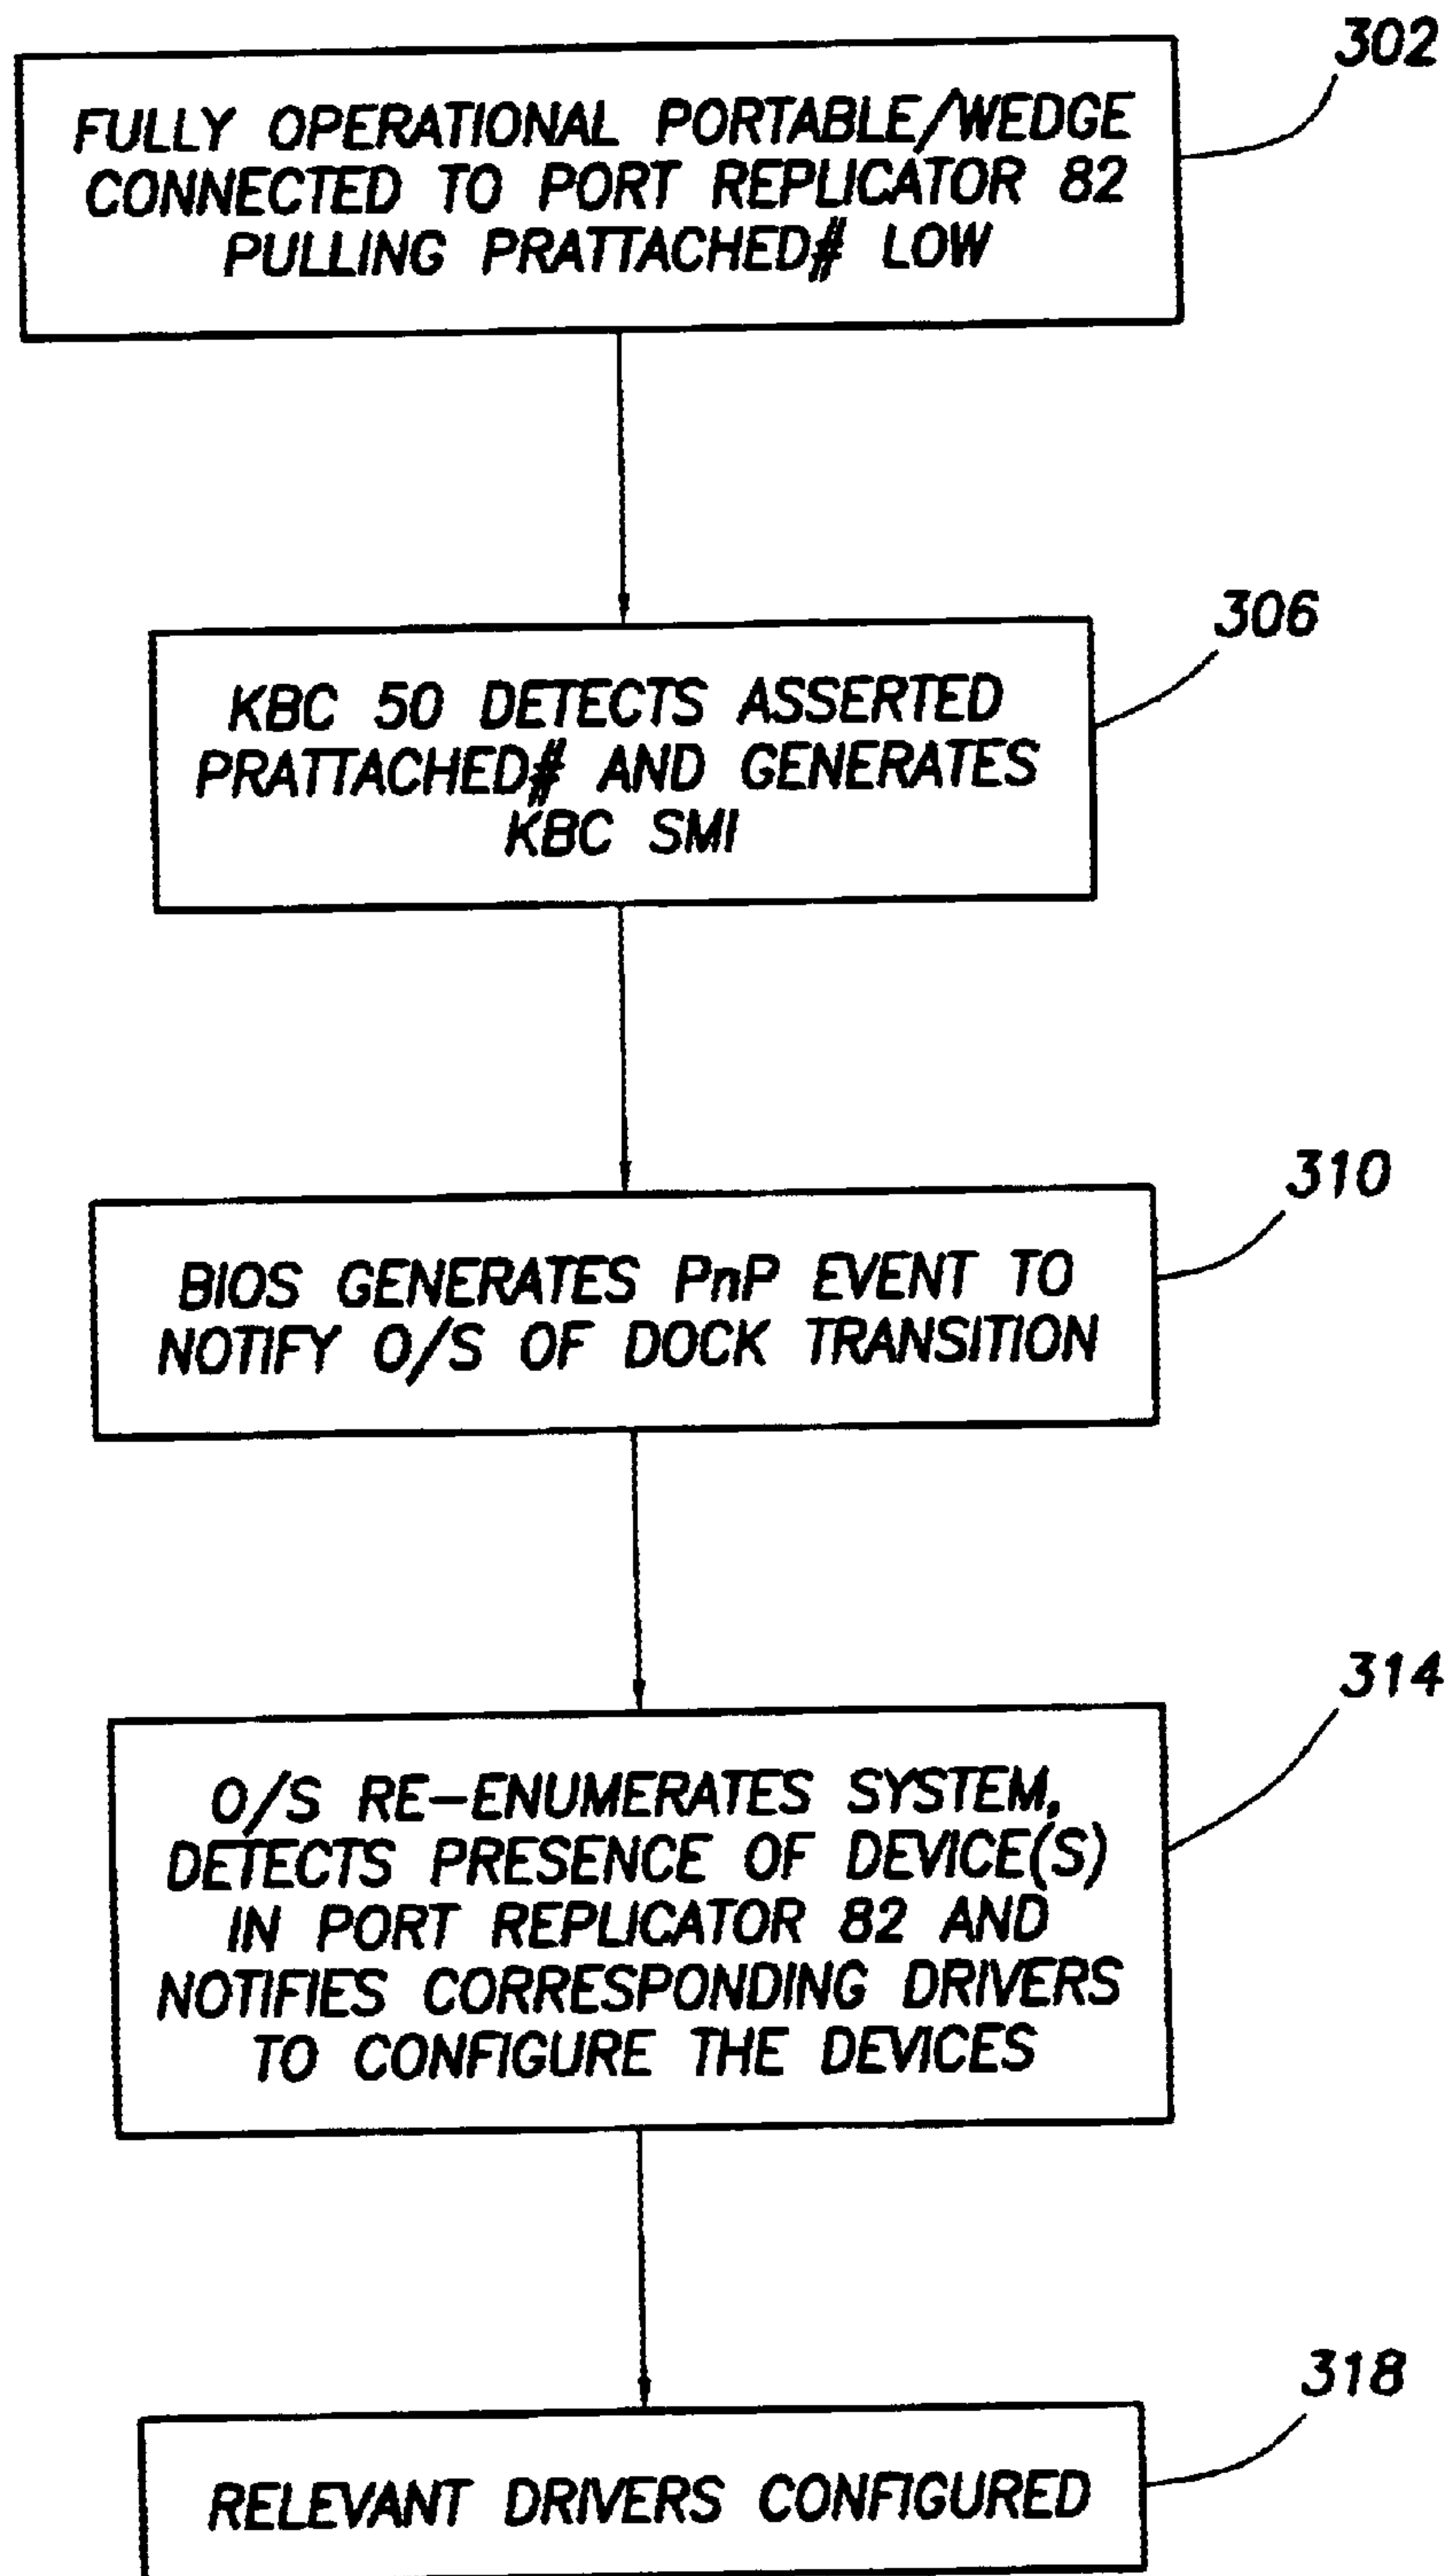 302
FULLY OPERATIONAL PORTABLE/WEDGE
CONNECTED TO PORT REPLICATOR 82
PULLING PRATTACHED# LOW
306
KBC 50 DETECTS ASSERTED
PRATTACHED# AND GENERATES
KBC SMI
310
BIOS GENERATES PnP EVENT TO
NOTIFY O/S OF DOCK TRANSITION
314
O/S RE-ENUMERATES SYSTEM,
DETECTS PRESENCE OF DEVICE(S)
IN PORT REPLICATOR 82 AND
NOTIFIES CORRESPONDING DRIVERS
TO CONFIGURE THE DEVICES
318
RELEVANT DRIVERS CONFIGURED